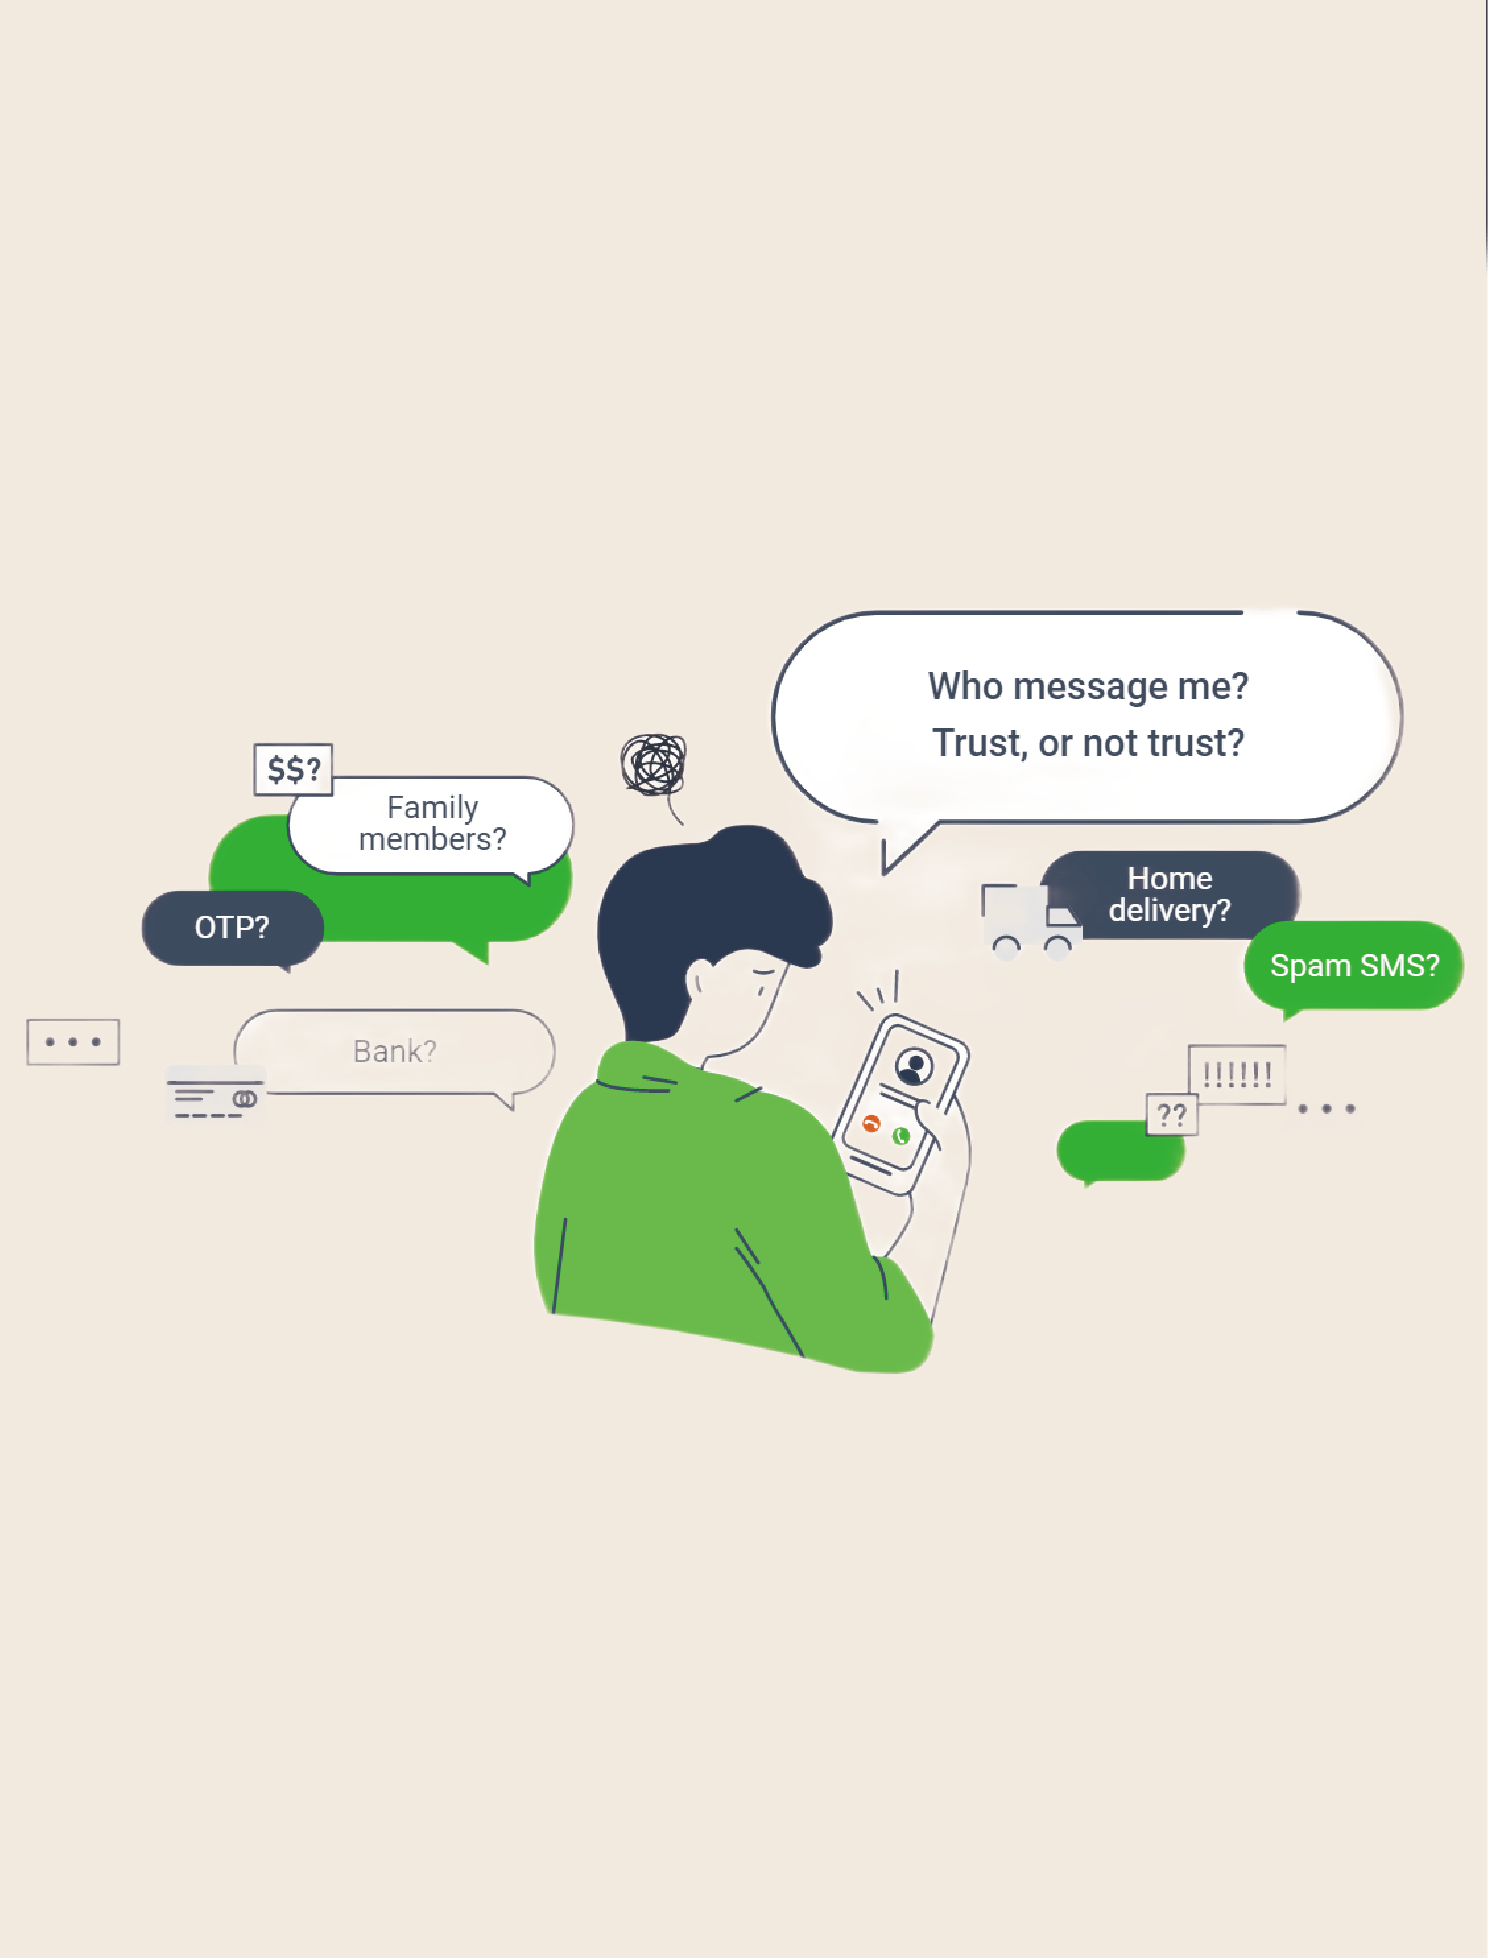 Who message me?
Trust, or not trust?
$$?
Family
members?
OTP?
Bank?
Home
delivery?
Spam SMS?
!!!!!!
??